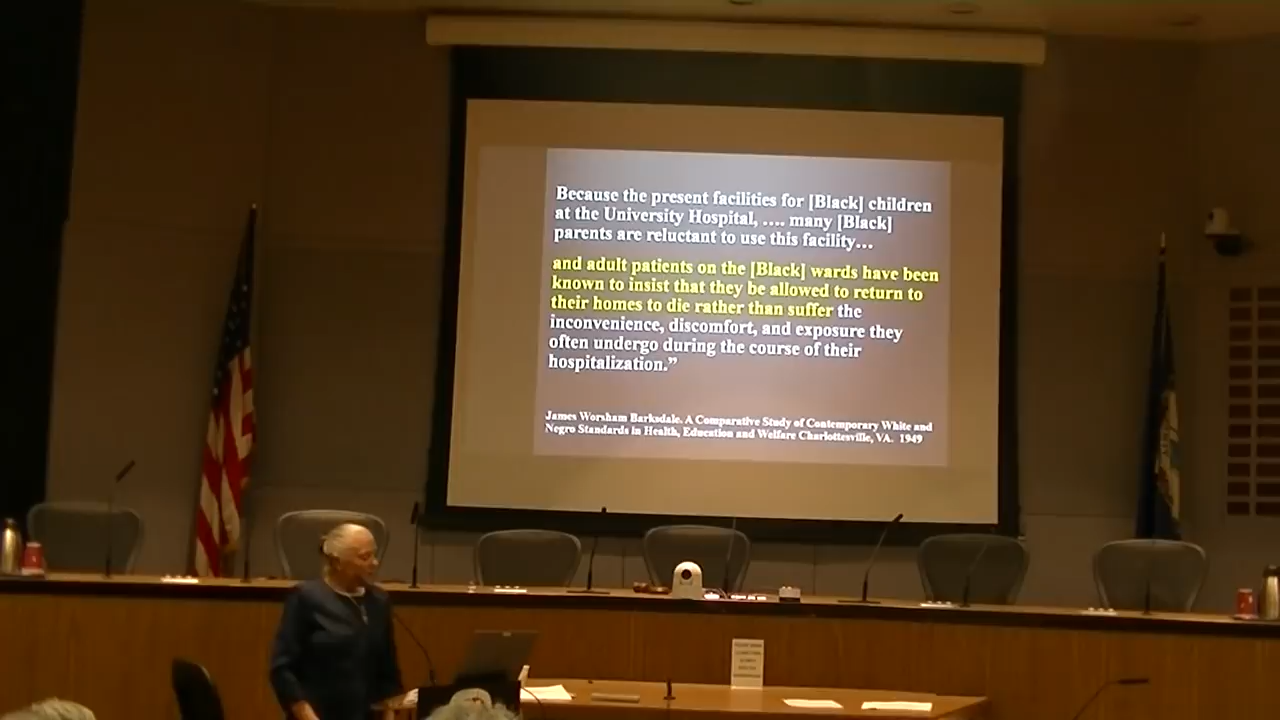 Because the present facilities for [Black] children
at the University Hospital, .... many [Black]
parents are reluctant to use this facility...
and adult patients on the [Black] wards have been
known to insist that they be allowed to return to
their homes to die rather than suffer the
inconvenience, discomfort, and exposure they
often undergo during the course of their
hospitalization.”
James Worsham Barksdale. A Comparative Study of Contemporary White and
Negro Standards in Health, Education and Welfare Charlottesville, VA. 1949